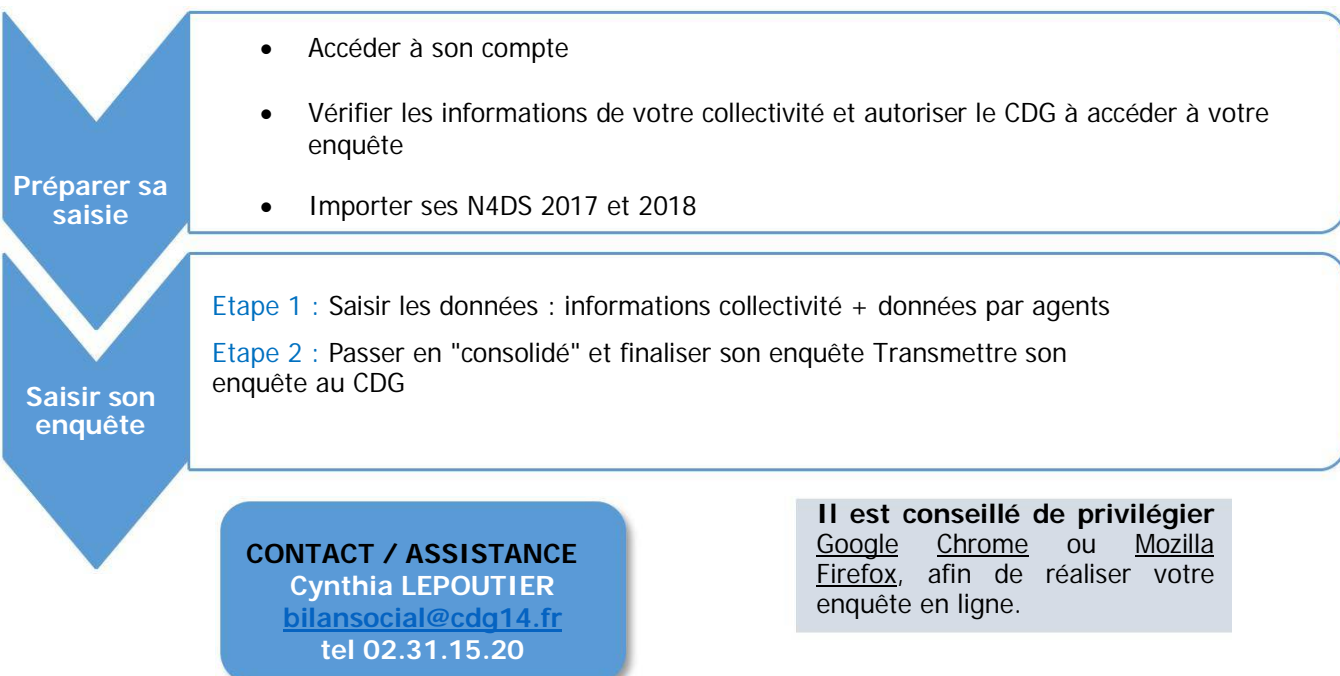 Préparer sa
saisie
• Accéder à son compte
• Vérifier les informations de votre collectivité et autoriser le CDG à accéder à votre
enquête
• Importer ses N4DS 2017 et 2018
Saisir son
enquête
Etape 1 : Saisir les données : informations collectivité + données par agents
Etape 2 : Passer en "consolidé" et finaliser son enquête Transmettre son
enquête au CDG
CONTACT / ASSISTANCE
Cynthia LEPOUTIER
bilansocial@cdg14.fr
tel 02.31.15.20
Il est conseillé de privilégier
Google Chrome ou Mozilla
Firefox, afin de réaliser votre
enquête en ligne.